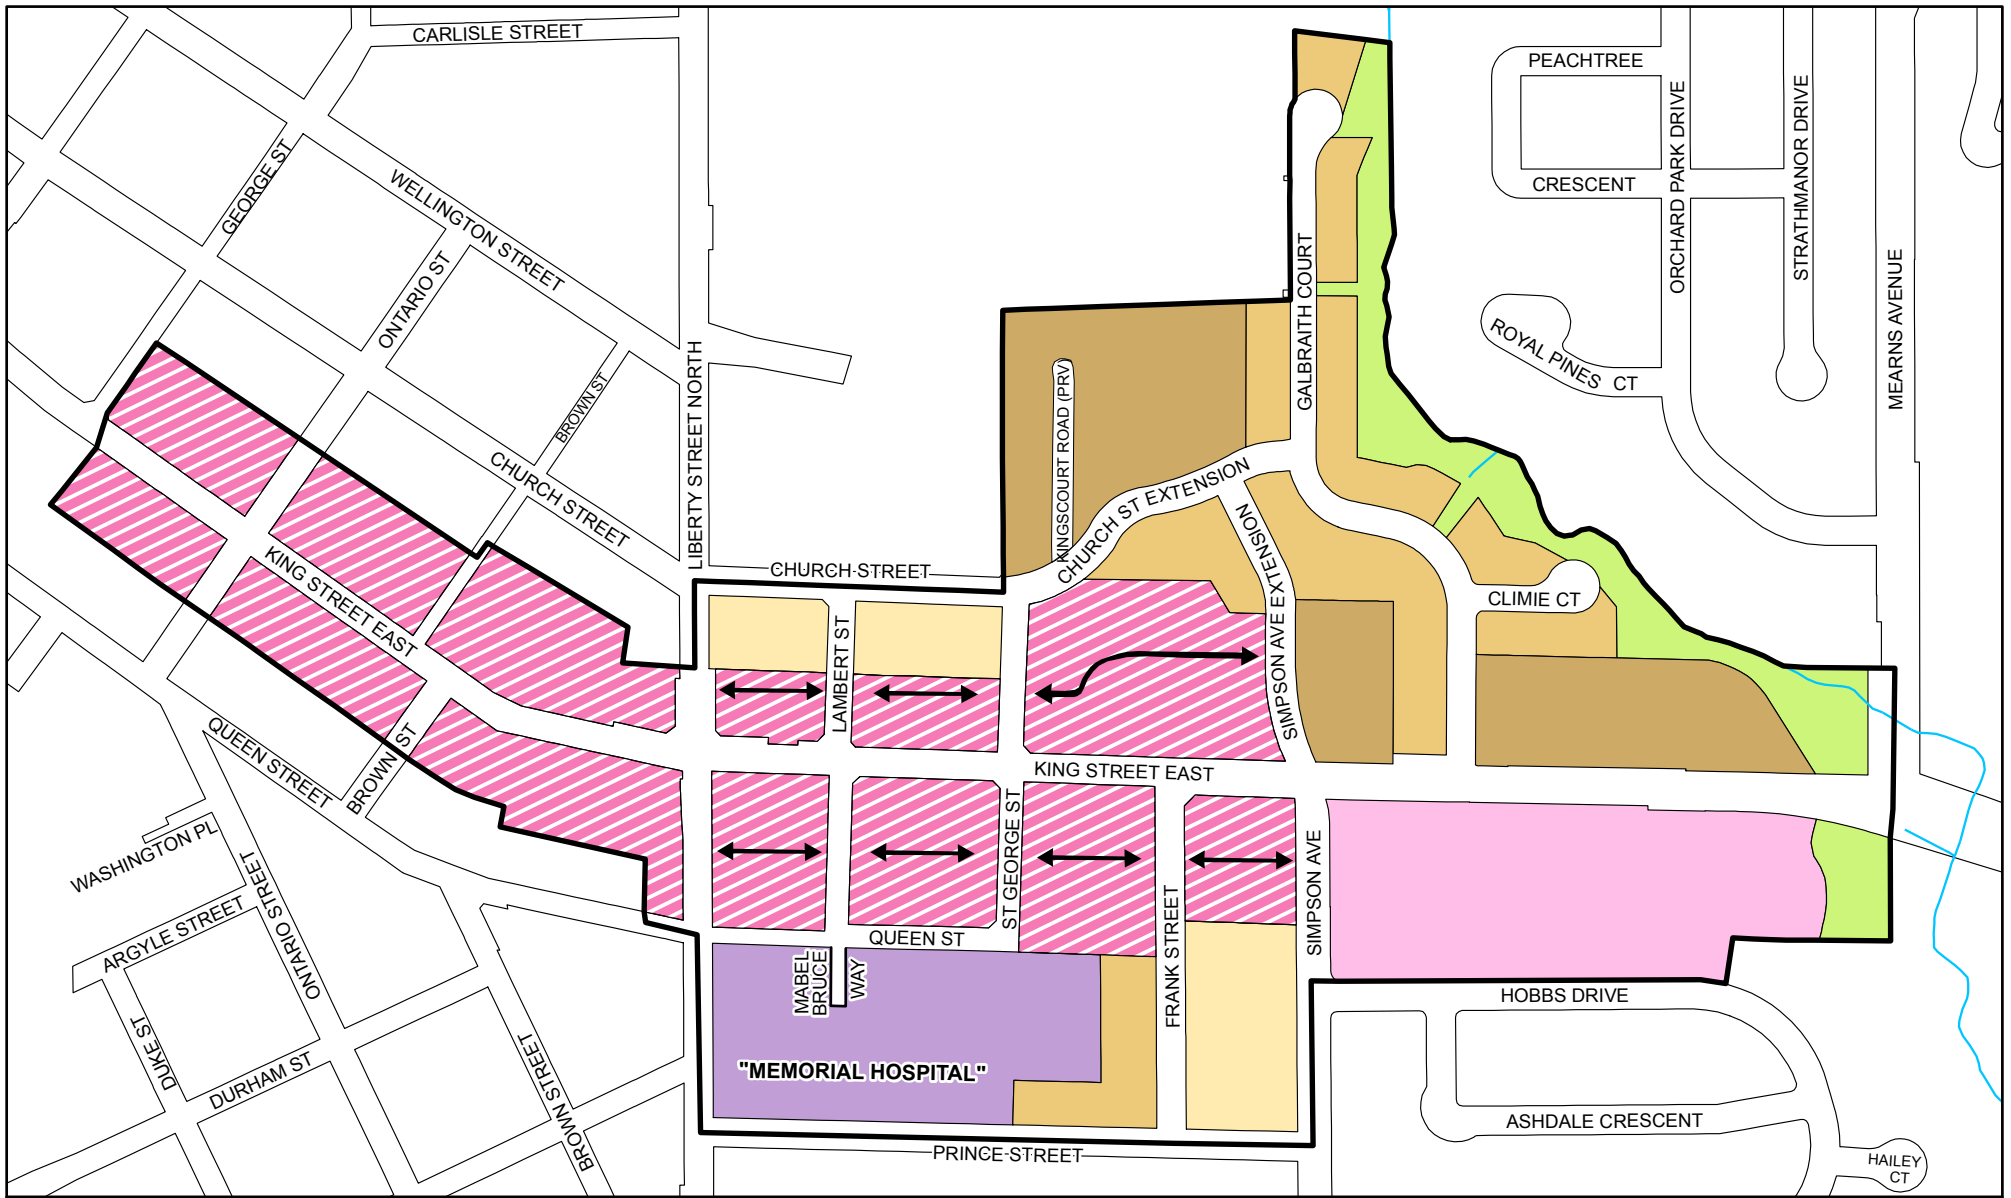 CARLISLE STREET
PEACHTREE
CRESCENT
ORCHARD PARK DRIVE
STRATHMANOR DRIVE
MEARNS AVENUE
GEORGE ST
WELLINGTON STREET
ONTARIO ST
BROWN ST
CHURCH STREET
LIBERTY STREET NORTH
GALBRAITH COURT
ROYAL PINES CT
KINGSCOURT ROAD (PRV)
CHURCH ST EXTENSION
SIMPSON AVE EXTENSION
CHURCH STREET
CLIMIE CT
LAMBERT ST
KING STREET EAST
SIMPSON AVE EXTENSION
KING STREET EAST
QUEEN STREET
BROWN ST
ST GEORGE ST
SIMPSON AVE
WASHINGTON PL
ONTARIO STREET
ARGYLE STREET
QUEEN ST
FRANK STREET
MABEL
BRUCE
WAY
HOBBS DRIVE
DUKE ST
DURHAM ST
BROWN STREET
"MEMORIAL HOSPITAL"
ASHDALE CRESCENT
PRINCE STREET
HAILEY
CT